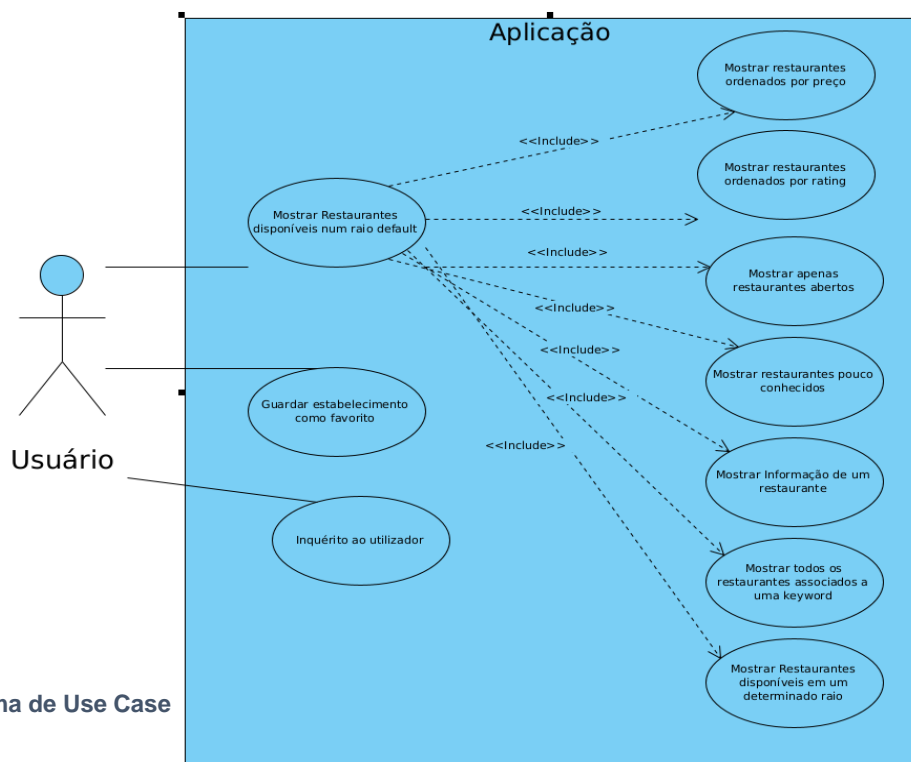 Aplicação
Mostrar restaurantes
ordenados por preço
<<Include>>
Mostrar restaurantes
ordenados por rating
Mostrar Restaurantes
disponíveis num raio default
<<Include>>
<<Include>>
Mostrar apenas
restaurantes abertos
<<Include>>
<<Include>>
Mostrar restaurantes pouco
conhecidos
<<Include>>
Guardar estabelecimento
como favorito
<<Include>>
Usuário
Mostrar Informação de um
restaurante
Inquérito ao utilizador
Mostrar todos os
restaurantes associados a
uma keyword
Mostrar Restaurantes
disponíveis em um
determinado raio
ma de Use Case